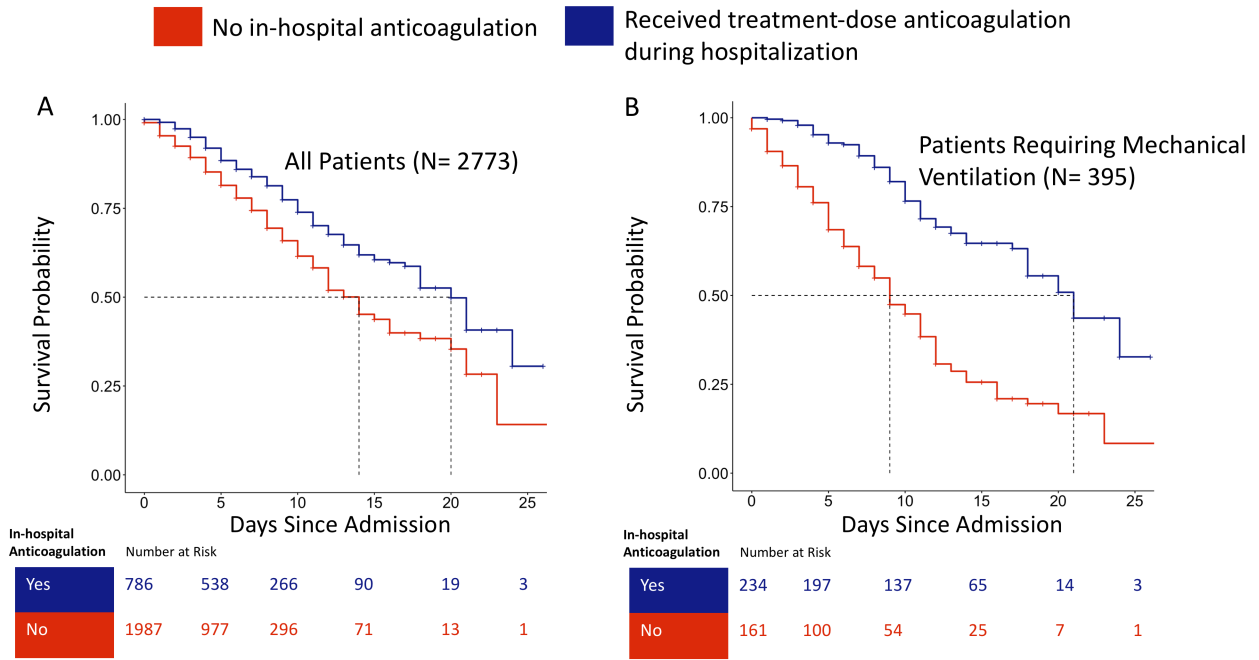 No in-hospital anticoagulation
Received treatment-dose anticoagulation
during hospitalization
A
All Patients (N= 2773)
Survival Probability
1.00
0.75
0.50
0.25
0.00
0 5 10 15 20 25
Days Since Admission
In-hospital
Anticoagulation
Number at Risk
Yes 786 538 266 90 19 3
No 1987 977 296 71 13 1
B
Patients Requiring Mechanical
Ventilation (N= 395)
Survival Probability
1.00
0.75
0.50
0.25
0.00
0 5 10 15 20 25
Days Since Admission
In-hospital
Anticoagulation
Number at Risk
Yes 234 197 137 65 14 3
No 161 100 54 25 7 1